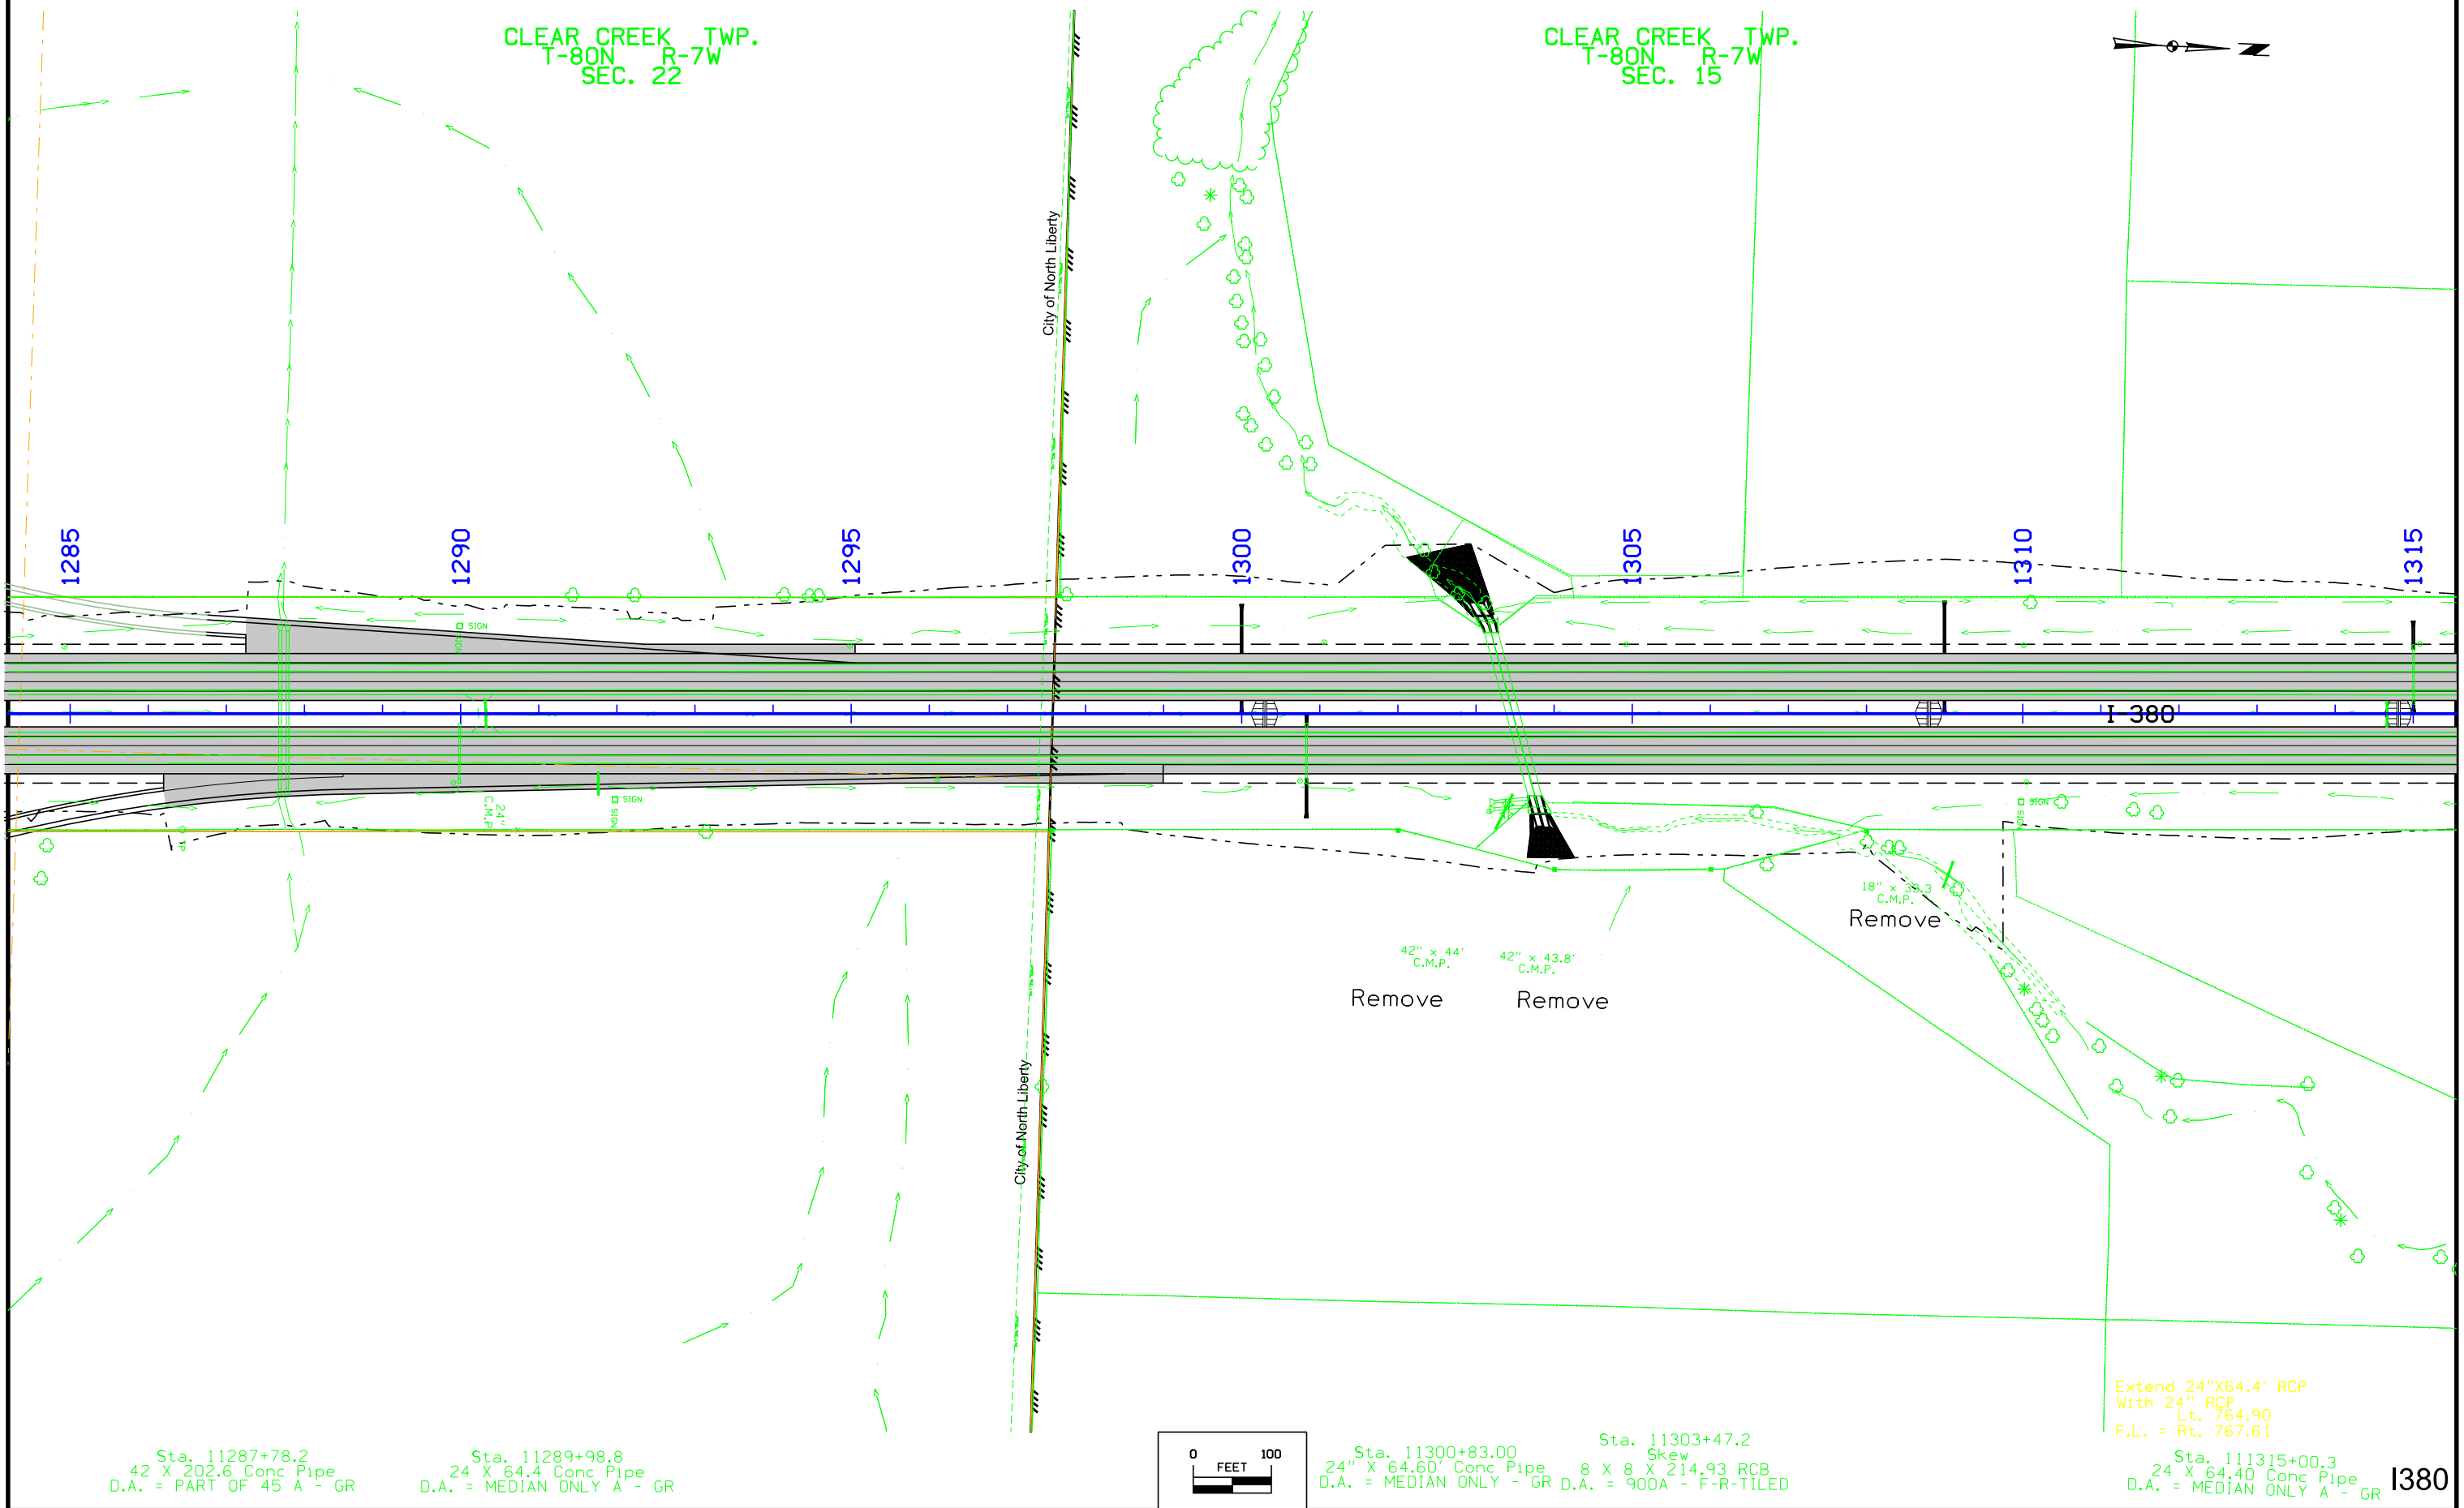 CLEAR CREEK TWP.
T-80N R-7W
SEC. 22
CLEAR CREEK TWP.
T-80N R-7W
SEC. 15
N
City of North Liberty
1285
1290
1295
1300
1305
1310
1315
SIGN
SIGN
I-380
24"
C.M.P.
SIGN
SIGN
SIGN
SIGN
PP
18" x 39.3
C.M.P.
Remove
42" x 44'
C.M.P.
42" x 43.8'
C.M.P.
Remove
Remove
City of North Liberty
Extend 24"X64.4' RCP
With 24" RCP
Lt. 764.90
F.L. = Rt. 767.61
Sta. 11287+78.2
42 X 202.6 Conc Pipe
D.A. = PART OF 45 A - GR
Sta. 11289+98.8
24 X 64.4 Conc Pipe
D.A. = MEDIAN ONLY A - GR
0 100
FEET
Sta. 11300+83.00
24" X 64.60' Conc Pipe
D.A. = MEDIAN ONLY - GR
Sta. 11303+47.2
Skew
8 X 8 X 214.93 RCB
D.A. = 900A - F-R-TILED
Sta. 111315+00.3
24 X 64.40 Conc Pipe
D.A. = MEDIAN ONLY A - GR
I380